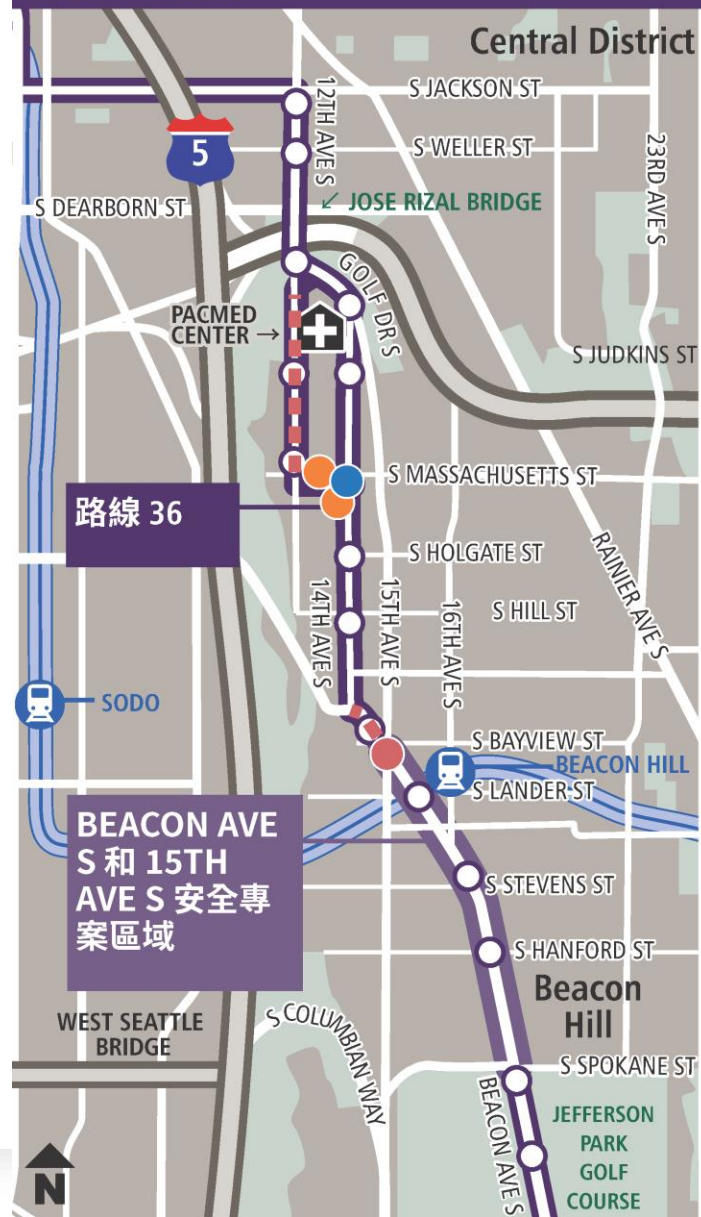 Central District
S JACKSON ST
12TH AVE S
5
S WELLER ST
23RD AVE S
S DEARBORN ST
↙ JOSE RIZAL BRIDGE
GOLF DR S
PACMED
CENTER →
S JUDKINS ST
S MASSACHUSETTS ST
路線 36
S HOLGATE ST
RAINIER AVE S
14TH AVE S
15TH AVE S
16TH AVE S
S HILL ST
SODO
S BAYVIEW ST
BEACON HILL
S LANDER ST
BEACON AVE
S 和 15TH
AVE S 安全專
案區域
S STEVENS ST
S HANFORD ST
Beacon
Hill
WEST SEATTLE
BRIDGE
S COLUMBIAN WAY
S SPOKANE ST
BEACON AVE S
JEFFERSON
PARK
GOLF
COURSE
N